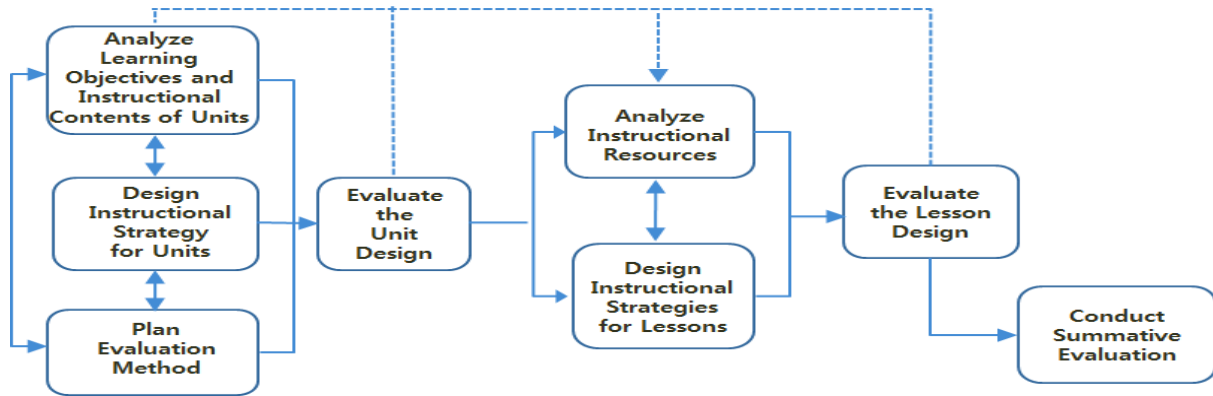 Analyze
Learning
Objectives and
Instructional
Contents of Units
Design
Instructional
Strategy
for Units
Plan
Evaluation
Method
Evaluate
the
Unit
Design
Analyze
Instructional
Resources
Design
Instructional
Strategies
for Lessons
Evaluate
the Lesson
Design
Conduct
Summative
Evaluation